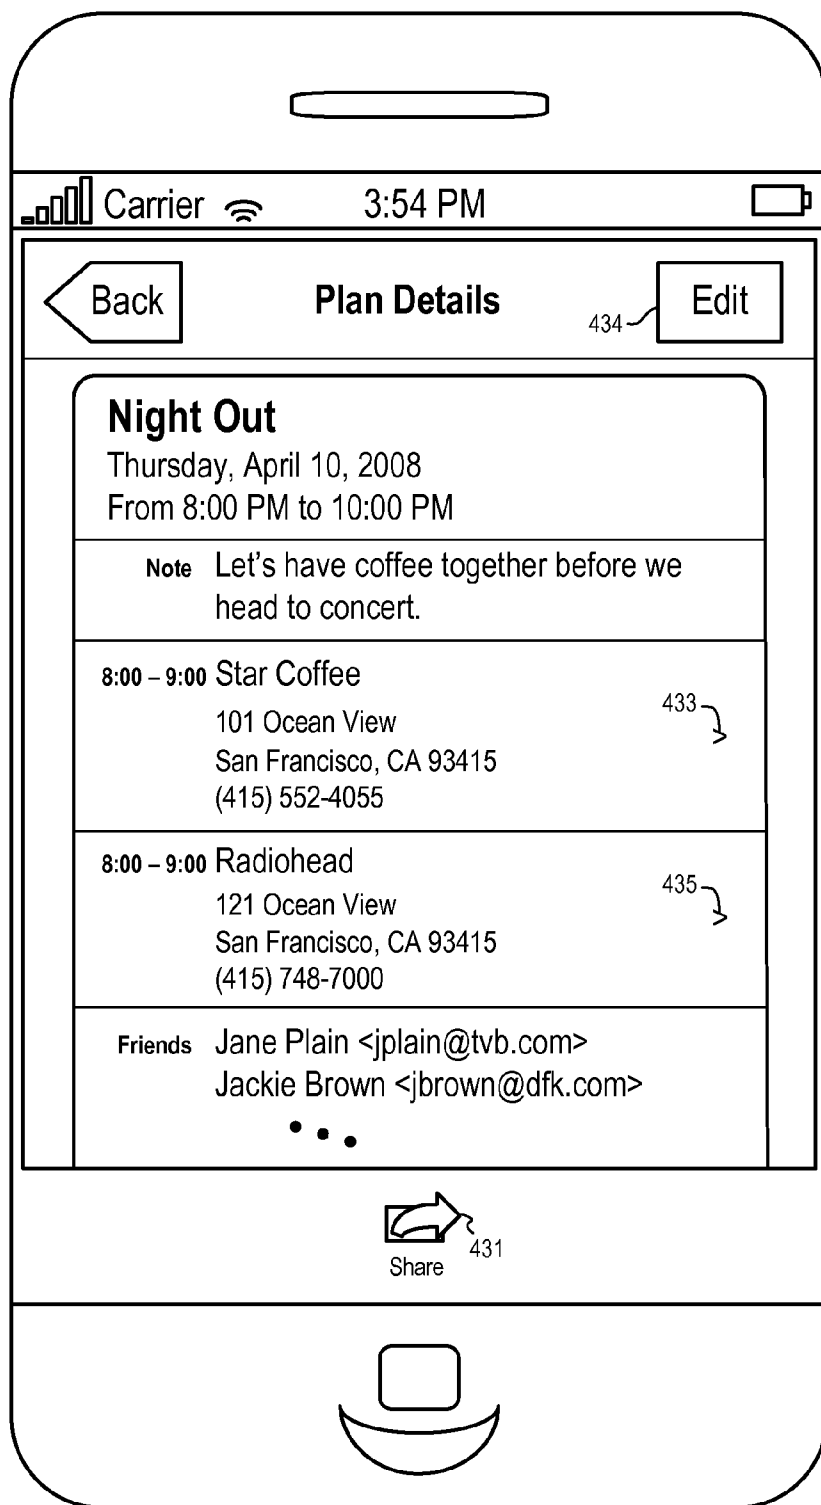 Carrier 3:54 PM
Back Plan Details 434 Edit
Night Out
Thursday, April 10, 2008
From 8:00 PM to 10:00 PM
Note Let's have coffee together before we
head to concert.
8:00 – 9:00 Star Coffee
433
101 Ocean View
San Francisco, CA 93415
(415) 552-4055
8:00 – 9:00 Radiohead
435
121 Ocean View
San Francisco, CA 93415
(415) 748-7000
Friends Jane Plain <jplain@tvb.com>
Jackie Brown <jbrown@dfk.com>
431
Share